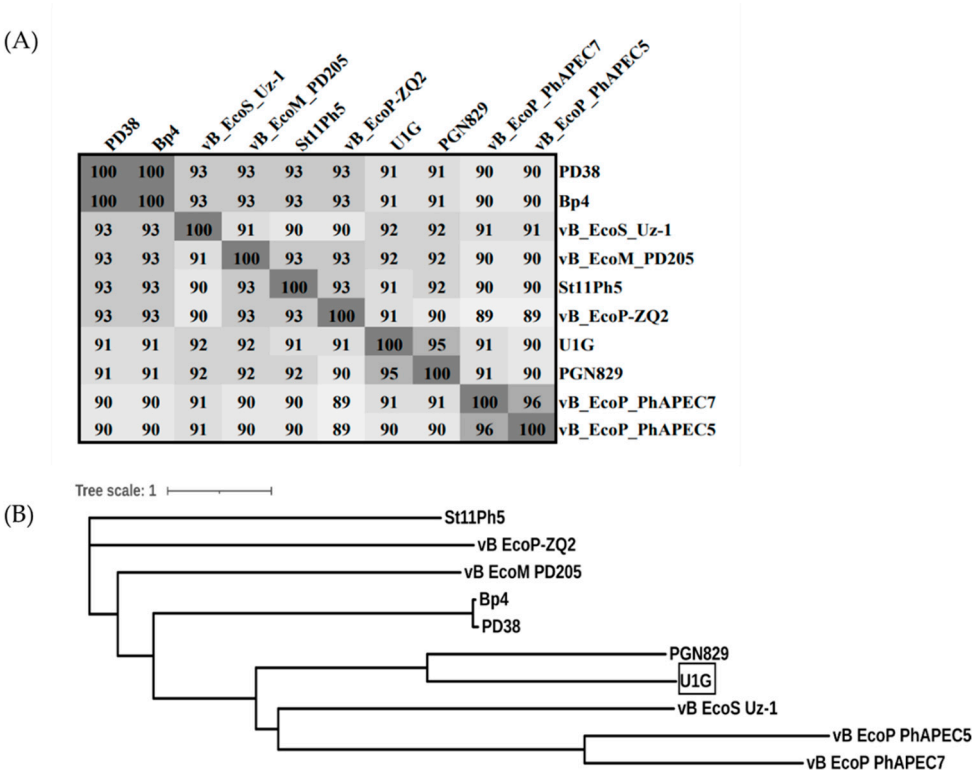 (A)
PD38 Bp4 vB_EcoS_Uz-1 vB_EcoM_PD205 St11Ph5 vB_EcoP-ZQ2 U1G PGN829 vB_EcoP_PhAPEC7 vB_EcoP_PhAPEC5
100 100 93 93 93 93 91 91 90 90 PD38
100 100 93 93 93 93 91 91 90 90 Bp4
93 93 100 91 90 90 92 92 91 91 vB_EcoS_Uz-1
93 93 91 100 93 93 92 92 90 90 vB_EcoM_PD205
93 93 90 93 100 93 91 92 90 90 St11Ph5
93 93 90 93 93 100 91 90 89 89 vB_EcoP-ZQ2
91 91 92 92 91 91 100 95 91 90 U1G
91 91 92 92 92 90 95 100 91 90 PGN829
90 90 91 90 90 89 91 91 100 96 vB_EcoP_PhAPEC7
90 90 91 90 90 89 90 90 96 100 vB_EcoP_PhAPEC5
Tree scale: 1
(B)
St11Ph5
vB EcoP-ZQ2
vB EcoM PD205
Bp4
PD38
PGN829
U1G
vB EcoS Uz-1
vB EcoP PhAPEC5
vB EcoP PhAPEC7